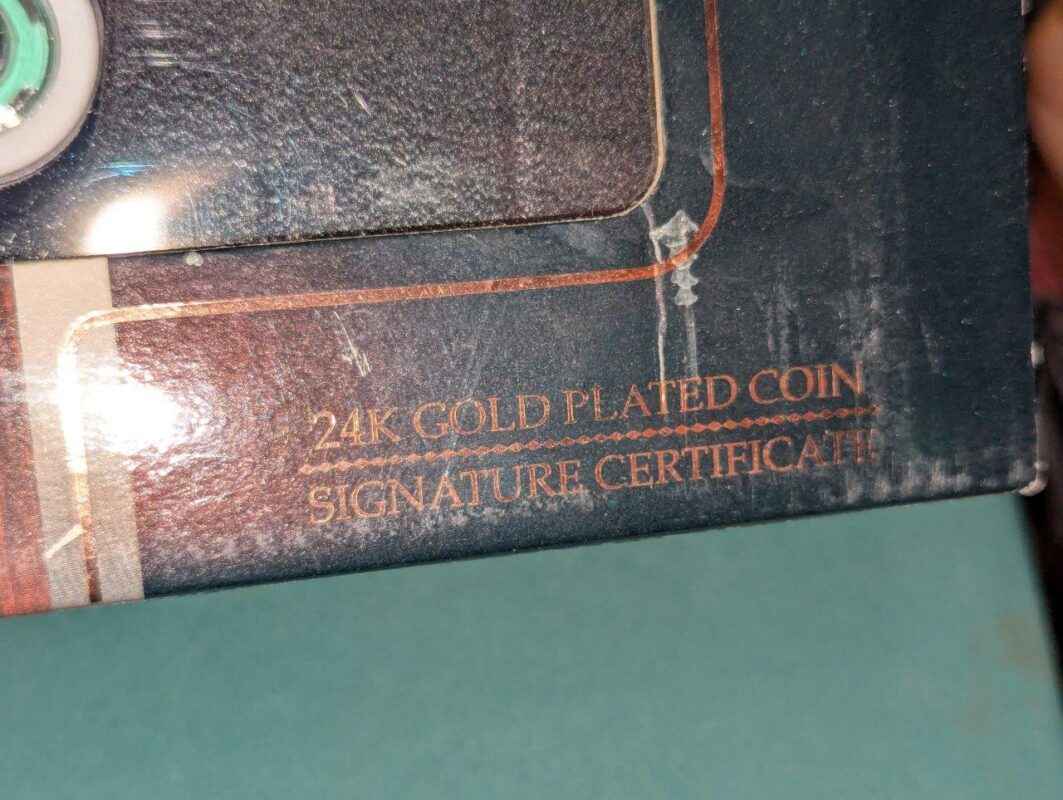 24K GOLD PLATED COIN
SIGNATURE CERTIFICATE